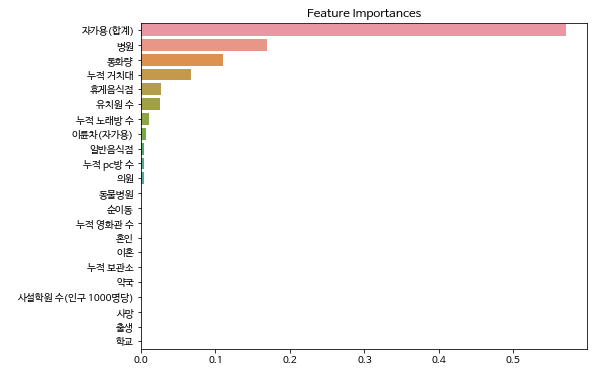 Feature Importances
자가용(합계)
병원
통화량
누적 거치대
휴게음식점
유치원 수
누적 노래방 수
이륜차(자가용)
일반음식점
누적 pc방 수
의원
동물병원
순이동
누적 영화관 수
혼인
이혼
누적 보관소
약국
사설학원 수(인구 1000명당)
사망
출생
학교
0.0 0.1 0.2 0.3 0.4 0.5